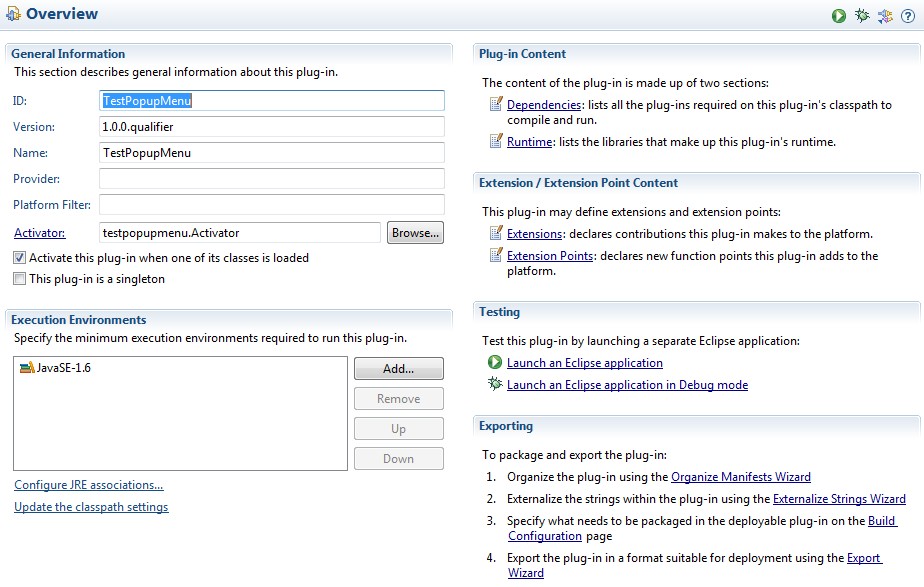 Overview
General Information
This section describes general information about this plug-in.
ID: TestPopupMenu
Version: 1.0.0.qualifier
Name: TestPopupMenu
Provider:
Platform Filter:
Activator: testpopupmenu.Activator Browse...
Activate this plug-in when one of its classes is loaded
This plug-in is a singleton
Execution Environments
Specify the minimum execution environments required to run this plug-in.
JavaSE-1.6
Add...
Remove
Up
Down
Configure JRE associations...
Update the classpath settings
Plug-in Content
The content of the plug-in is made up of two sections:
Dependencies: lists all the plug-ins required on this plug-in's classpath to
compile and run.
Runtime: lists the libraries that make up this plug-in's runtime.
Extension / Extension Point Content
This plug-in may define extensions and extension points:
Extensions: declares contributions this plug-in makes to the platform.
Extension Points: declares new function points this plug-in adds to the
platform.
Testing
Test this plug-in by launching a separate Eclipse application:
Launch an Eclipse application
Launch an Eclipse application in Debug mode
Exporting
To package and export the plug-in:
1. Organize the plug-in using the Organize Manifests Wizard
2. Externalize the strings within the plug-in using the Externalize Strings Wizard
3. Specify what needs to be packaged in the deployable plug-in on the Build
Configuration page
4. Export the plug-in in a format suitable for deployment using the Export
Wizard